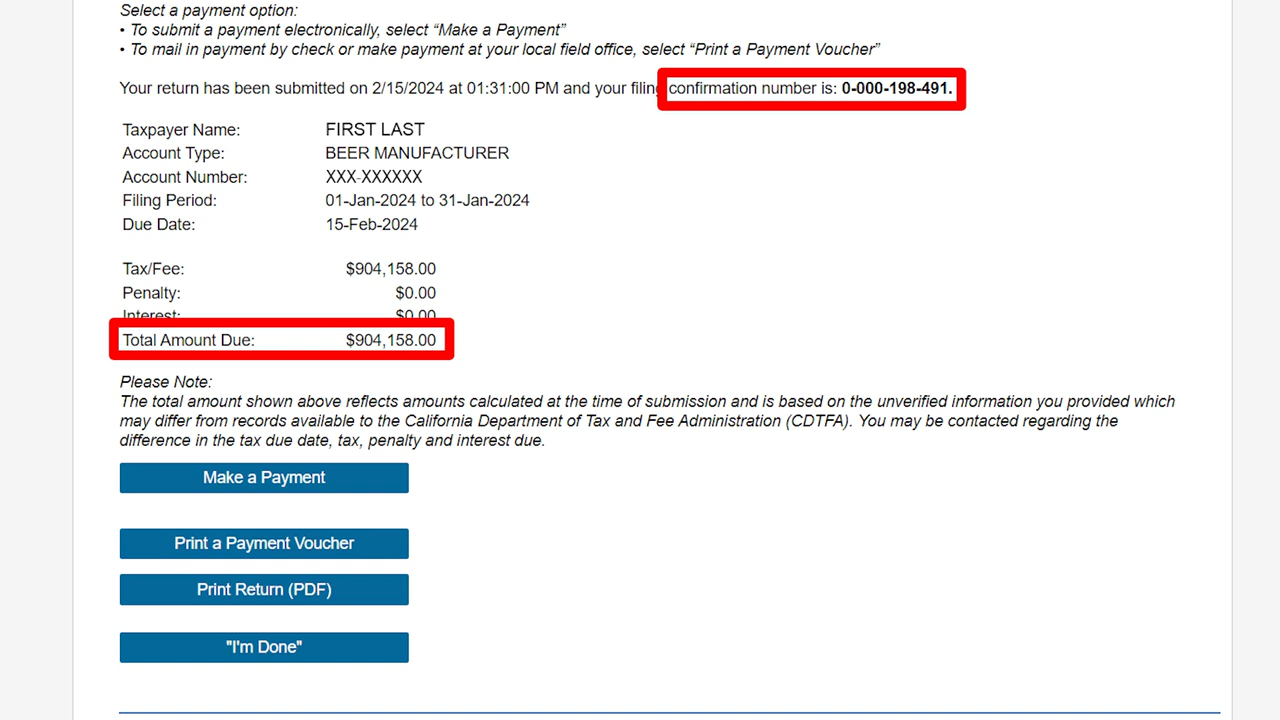 Select a payment option:
• To submit a payment electronically, select “Make a Payment”
• To mail in payment by check or make payment at your local field office, select “Print a Payment Voucher”
Your return has been submitted on 2/15/2024 at 01:31:00 PM and your filing confirmation number is: 0-000-198-491.
Taxpayer Name: FIRST LAST
Account Type: BEER MANUFACTURER
Account Number: XXX-XXXXXX
Filing Period: 01-Jan-2024 to 31-Jan-2024
Due Date: 15-Feb-2024
Tax/Fee: $904,158.00
Penalty: $0.00
Interest: $0.00
Total Amount Due: $904,158.00
Please Note:
The total amount shown above reflects amounts calculated at the time of submission and is based on the unverified information you provided which
may differ from records available to the California Department of Tax and Fee Administration (CDTFA). You may be contacted regarding the
difference in the tax due date, tax, penalty and interest due.
Make a Payment
Print a Payment Voucher
Print Return (PDF)
"I'm Done"